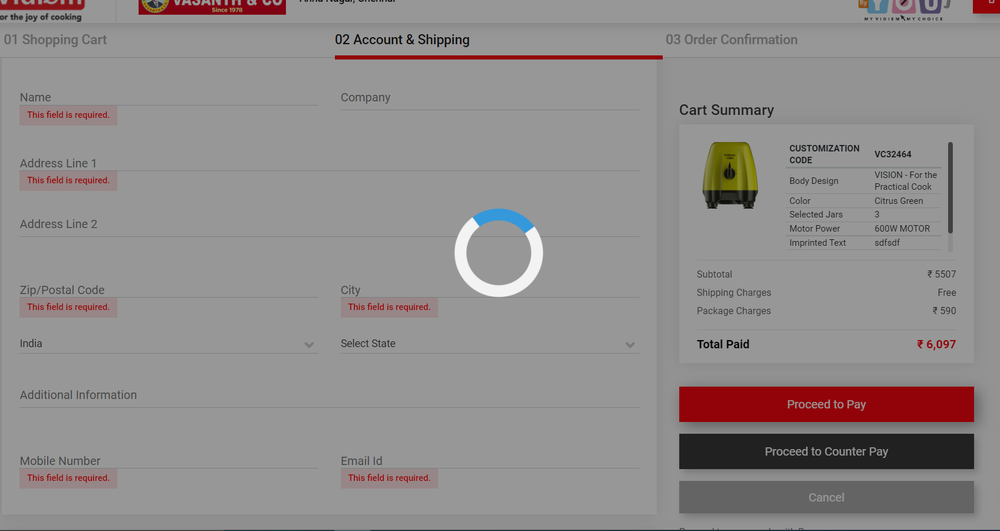 Vidiem
for the joy of cooking
VASANTH & CO
Since 1978
Anna Nagar, Chennai
By
YOU
MY VIDIEM MY CHOICE
01 Shopping Cart
02 Account & Shipping
03 Order Confirmation
Name
This field is required.
Company
Address Line 1
This field is required.
Address Line 2
Zip/Postal Code
This field is required.
City
This field is required.
India
Select State
Additional Information
Mobile Number
This field is required.
Email Id
This field is required.
Cart Summary
CUSTOMIZATION CODE VC32464
Body Design VISION - For the Practical Cook
Color Citrus Green
Selected Jars 3
Motor Power 600W MOTOR
Imprinted Text sdfsdf
Subtotal ₹ 5507
Shipping Charges Free
Package Charges ₹ 590
Total Paid ₹ 6,097
Proceed to Pay
Proceed to Counter Pay
Cancel